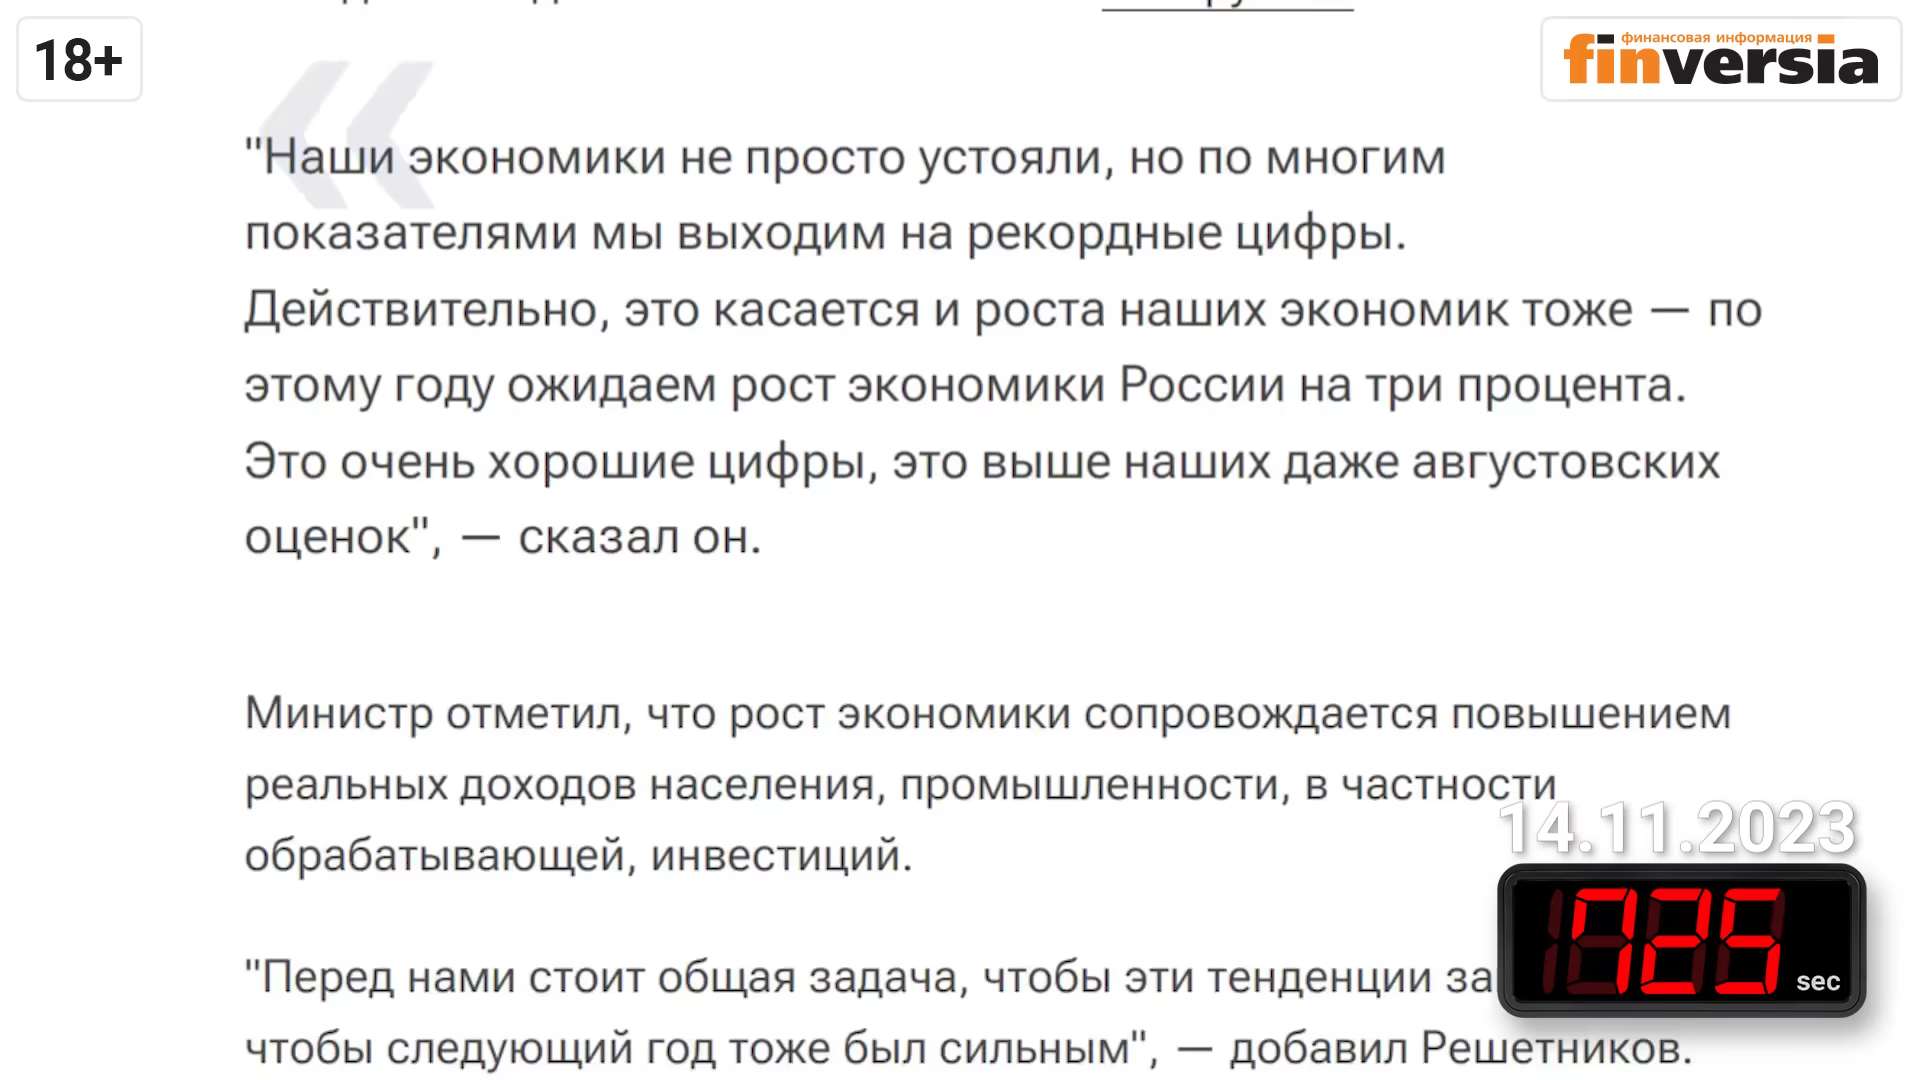 18+
финансовая информация
finversia
"Наши экономики не просто устояли, но по многим
показателями мы выходим на рекордные цифры.
Действительно, это касается и роста наших экономик тоже — по
этому году ожидаем рост экономики России на три процента.
Это очень хорошие цифры, это выше наших даже августовских
оценок", — сказал он.
Министр отметил, что рост экономики сопровождается повышением
реальных доходов населения, промышленности, в частности
обрабатывающей, инвестиций.
14.11.2023
725 sec
"Перед нами стоит общая задача, чтобы эти тенденции за
чтобы следующий год тоже был сильным", — добавил Решетников.